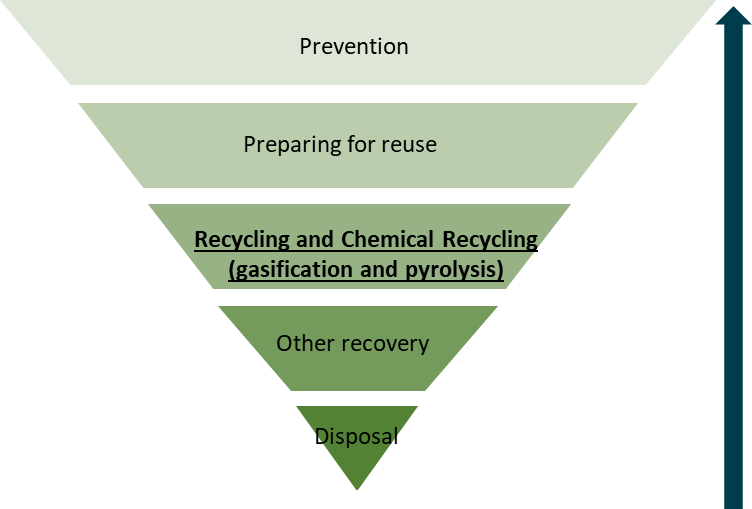 Prevention
Preparing for reuse
Recycling and Chemical Recycling
(gasification and pyrolysis)
Other recovery
Disposal